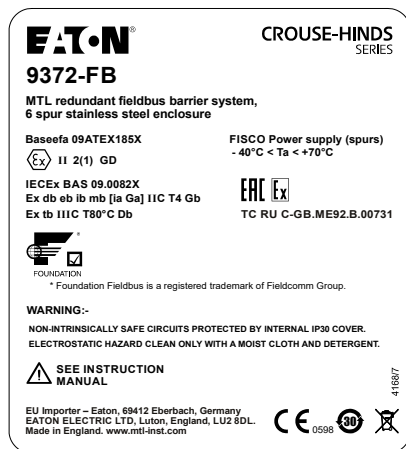 EATON®
CROUSE-HINDS
SERIES
9372-FB
MTL redundant fieldbus barrier system,
6 spur stainless steel enclosure
Baseefa 09ATEX185X
FISCO Power supply (spurs)
- 40°C < Ta < +70°C
Ex II 2(1) GD
IECEx BAS 09.0082X
Ex db eb ib mb [ia Ga] IIC T4 Gb
Ex tb IIIC T80°C Db
EAC Ex
TC RU C-GB.ME92.B.00731
F ®
FOUNDATION
* Foundation Fieldbus is a registered trademark of Fieldcomm Group.
WARNING:-
NON-INTRINSICALLY SAFE CIRCUITS PROTECTED BY INTERNAL IP30 COVER.
ELECTROSTATIC HAZARD CLEAN ONLY WITH A MOIST CLOTH AND DETERGENT.
SEE INSTRUCTION
MANUAL
4168/7
EU Importer – Eaton, 69412 Eberbach, Germany
EATON ELECTRIC LTD, Luton, England, LU2 8DL.
Made in England. www.mtl-inst.com
CE 0598 30